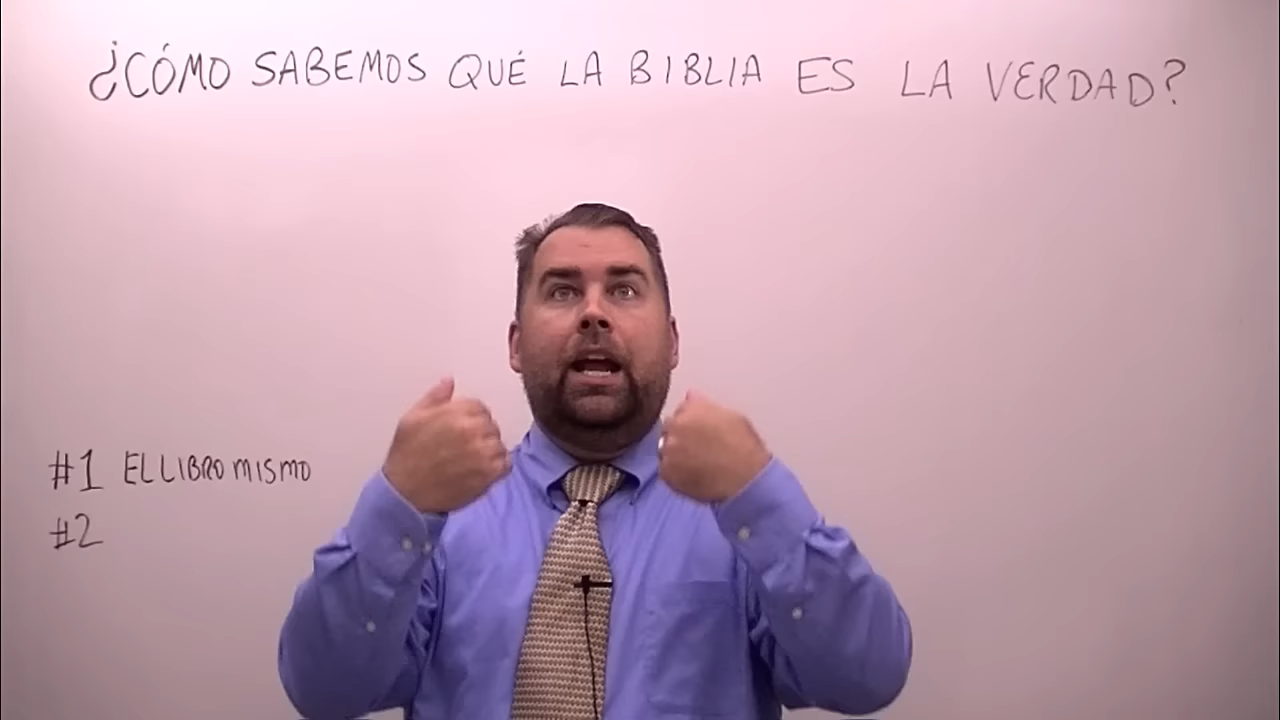 ¿CÓMO SABEMOS QUÉ LA BIBLIA ES LA VERDAD?
#1 EL LIBRO MISMO
#2